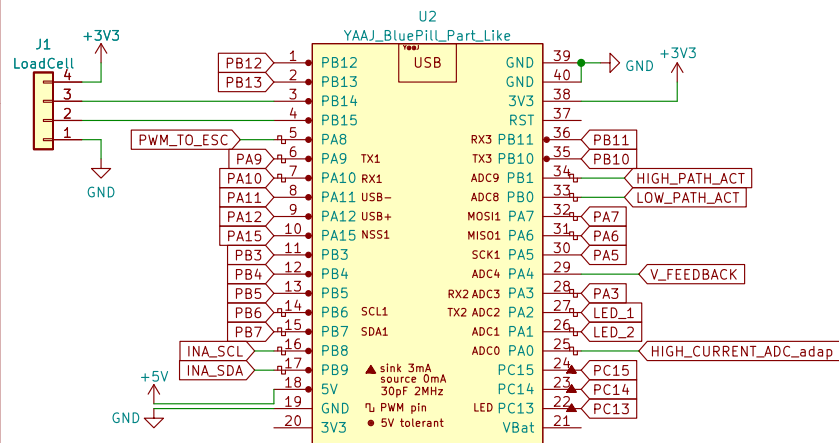 U2
YAAJ_BluePill_Part_Like
J1
LoadCell
+3V3
4
3
2
1
GND
YaaJ
USB
PB12 1 PB12
PB13 2 PB13
3 PB14
4 PB15
PWM_TO_ESC 5 PA8
PA9 6 PA9 TX1
PA10 7 PA10 RX1
PA11 8 PA11 USB-
PA12 9 PA12 USB+
PA15 10 PA15 NSS1
PB3 11 PB3
PB4 12 PB4
PB5 13 PB5
PB6 14 PB6 SCL1
PB7 15 PB7 SDA1
INA_SCL 16 PB8
INA_SDA 17 PB9
+5V 18 5V
GND 19 GND
20 3V3
sink 3mA
source 0mA
30pF 2MHz
PWM pin
5V tolerant
GND 39 GND
GND 40
+3V3
3V3 38
RST 37
RX3 PB11 36 PB11
TX3 PB10 35 PB10
ADC9 PB1 34 HIGH_PATH_ACT
ADC8 PB0 33 LOW_PATH_ACT
MOSI1 PA7 32 PA7
MISO1 PA6 31 PA6
SCK1 PA5 30 PA5
ADC4 PA4 29 V_FEEDBACK
RX2 ADC3 PA3 28 PA3
TX2 ADC2 PA2 27 LED_1
ADC1 PA1 26 LED_2
ADC0 PA0 25 HIGH_CURRENT_ADC_adap
PC15 24 PC15
PC14 23 PC14
LED PC13 22 PC13
VBat 21